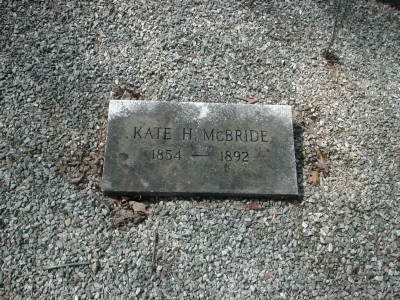 KATE H. McBRIDE
1854 — 1892